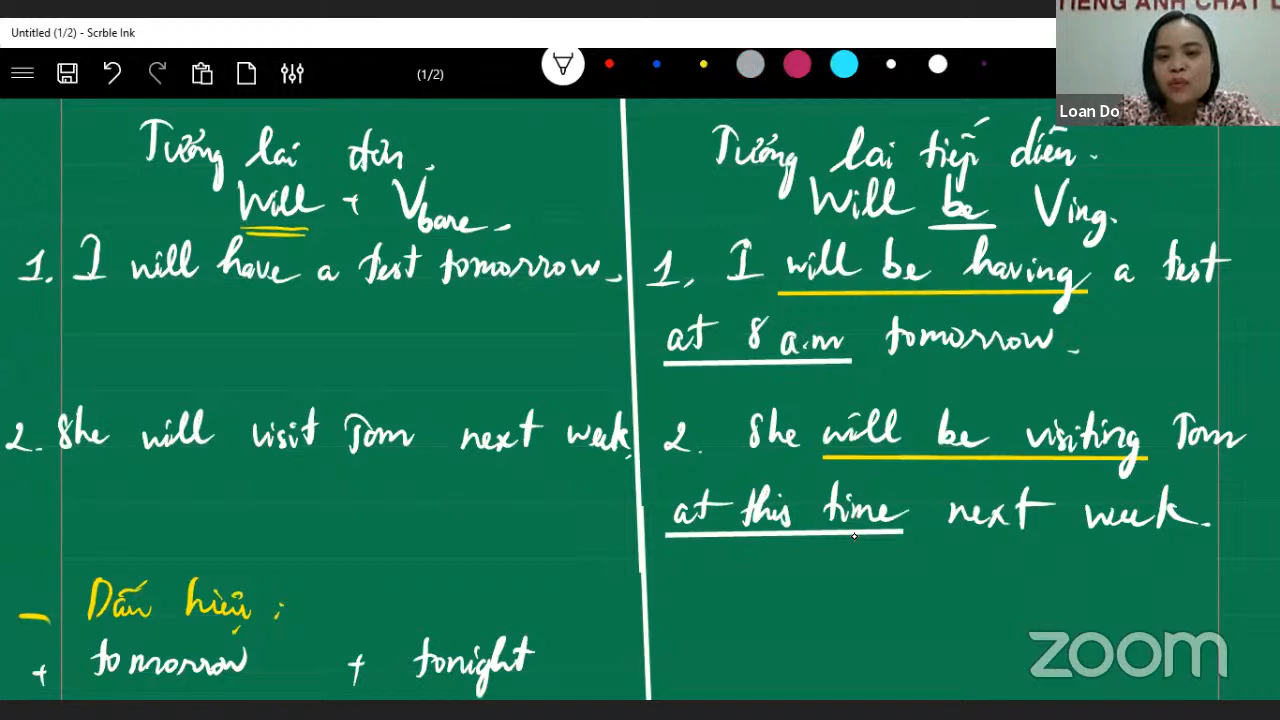 TIẾNG ANH CHẤT L
Untitled (1/2) - Scrble Ink
(1/2)
Loan Do
Tương lai đơn.
Will + Vbare.
1. I will have a test tomorrow.
2. She will visit Tom next week.
- Dấu hiệu:
+ tomorrow + tonight
Tương lai tiếp diễn.
Will be Ving.
1, I will be having a test
at 8 a.m tomorrow.
2. She will be visiting Tom
at this time next week.
zoom